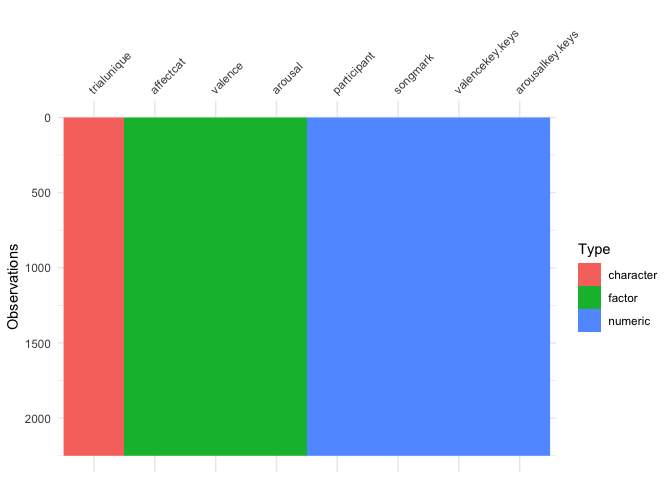 trialunique
affectcat
valence
arousal
participant
songmark
valencekey.keys
arousalkey.keys
0
500
1000
1500
2000
Observations
Type
character
factor
numeric